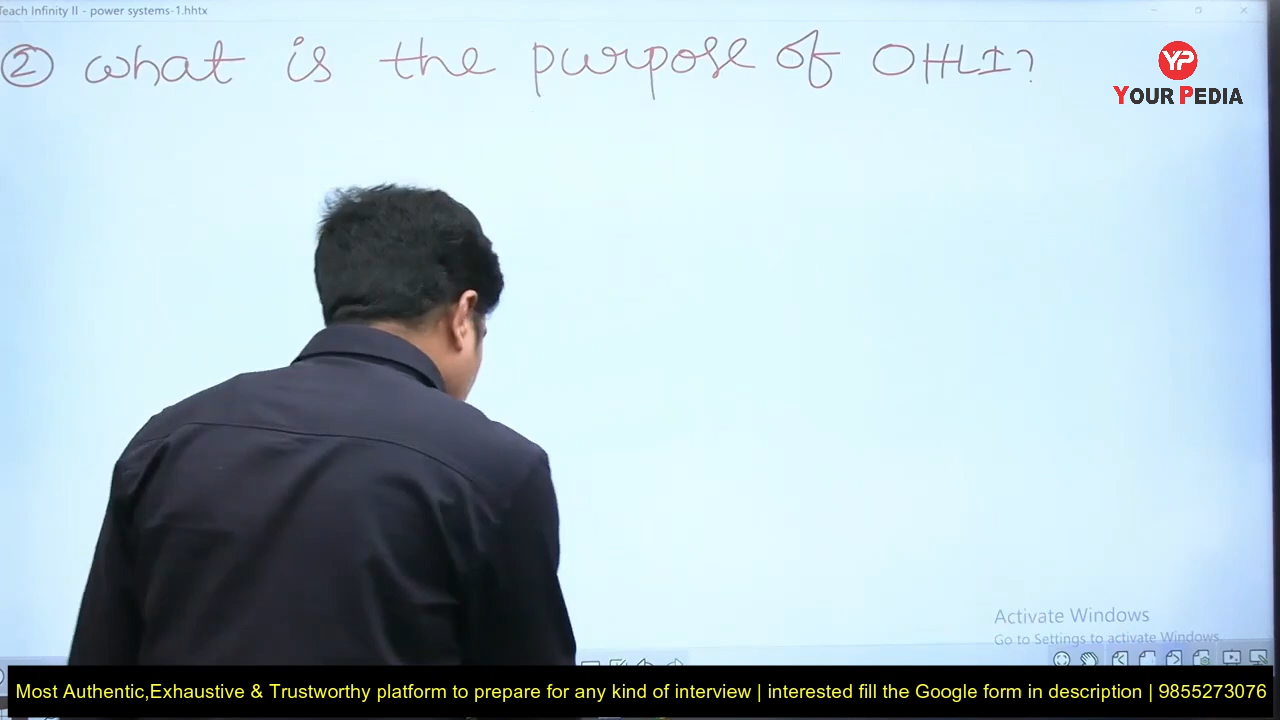 Teach Infinity II - power systems-1.hhtx
② what is the purpose of OHLI?
YP
YOUR PEDIA
Activate Windows
Go to Settings to activate Windows.
Most Authentic,Exhaustive & Trustworthy platform to prepare for any kind of interview | interested fill the Google form in description | 9855273076